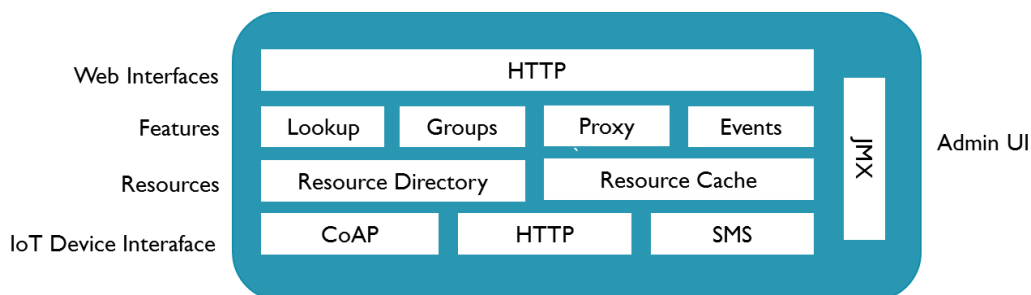 Web Interfaces
HTTP
Features
Lookup
Groups
Proxy
Events
JMX
Admin UI
Resources
Resource Directory
Resource Cache
IoT Device Interaface
CoAP
HTTP
SMS